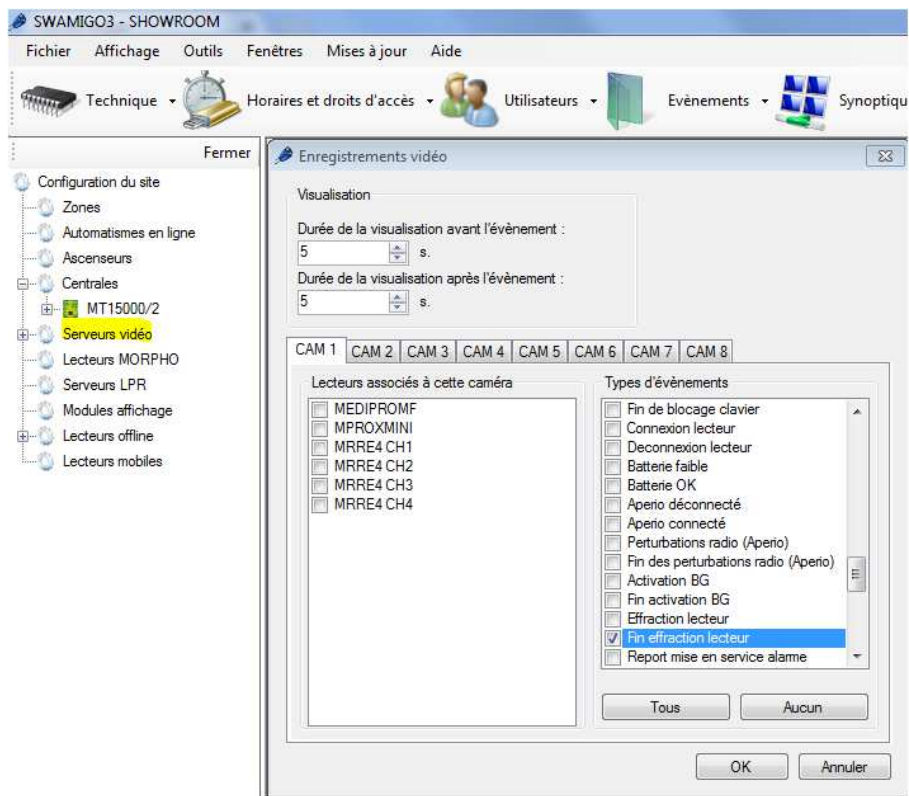 SWAMIGO3 - SHOWROOM
Fichier Affichage Outils Fenêtres Mises à jour Aide
Technique Horaires et droits d'accès Utilisateurs Evènements Synoptiqu
Fermer
Configuration du site
Zones
Automatismes en ligne
Ascenseurs
Centrales
MT15000/2
Serveurs vidéo
Lecteurs MORPHO
Serveurs LPR
Modules affichage
Lecteurs offline
Lecteurs mobiles
Enregistrements vidéo
Visualisation
Durée de la visualisation avant l'évènement :
5 s.
Durée de la visualisation après l'évènement :
5 s.
CAM 1 CAM 2 CAM 3 CAM 4 CAM 5 CAM 6 CAM 7 CAM 8
Lecteurs associés à cette caméra
MEDIPROMF
MPROXMINI
MRRE4 CH1
MRRE4 CH2
MRRE4 CH3
MRRE4 CH4
Types d'évènements
Fin de blocage clavier
Connexion lecteur
Deconnexion lecteur
Batterie faible
Batterie OK
Aperio déconnecté
Aperio connecté
Perturbations radio (Aperio)
Fin des perturbations radio (Aperio)
Activation BG
Fin activation BG
Effraction lecteur
Fin effraction lecteur
Report mise en service alarme
Tous Aucun
OK Annuler